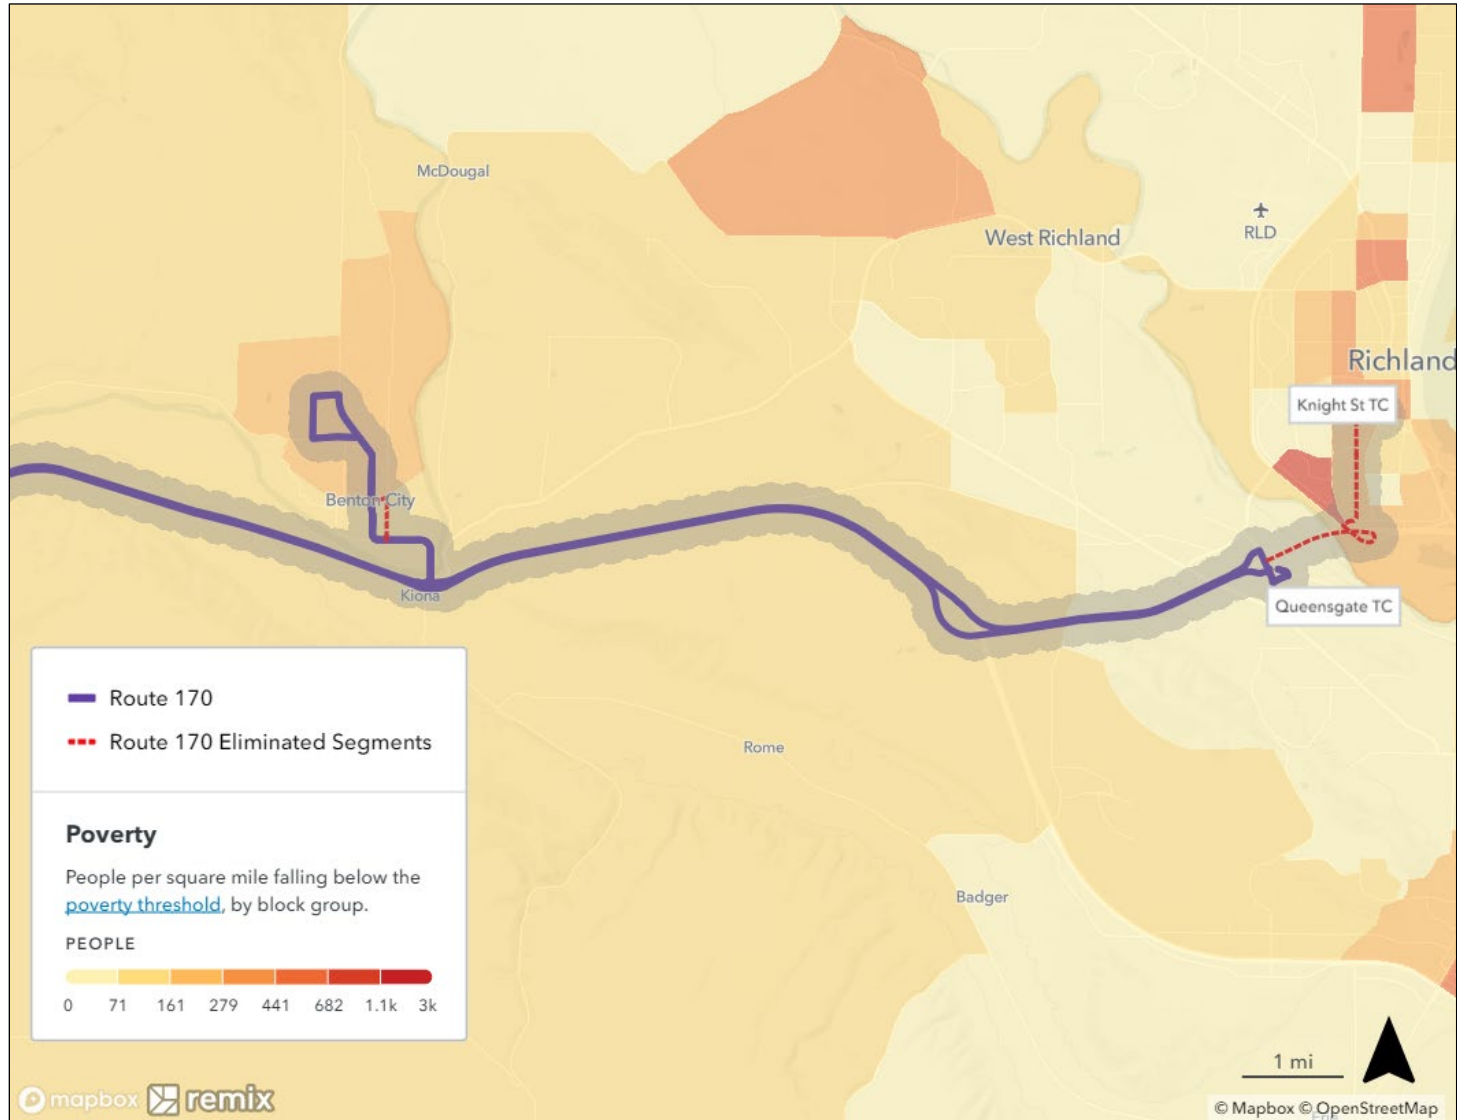 McDougal
West Richland
RLD
Richland
Knight St TC
Benton City
Kiona
Queensgate TC
Route 170
Route 170 Eliminated Segments
Rome
Poverty
People per square mile falling below the
poverty threshold, by block group.
PEOPLE
0 71 161 279 441 682 1.1k 3k
Badger
1 mi
mapbox remix
© Mapbox © OpenStreetMap